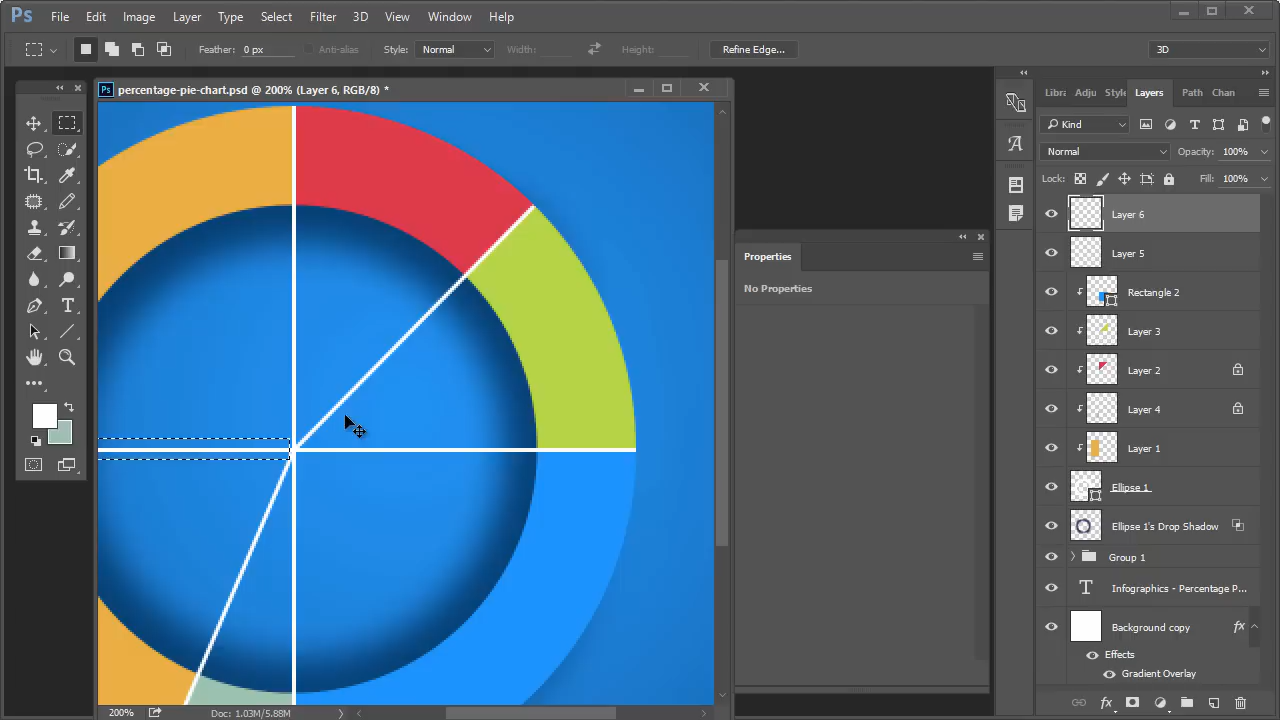 Ps File Edit Image Layer Type Select Filter 3D View Window Help
Feather: 0 px Anti-alias Style: Normal Width: Height: Refine Edge... 3D
Ps percentage-pie-chart.psd @ 200% (Layer 6, RGB/8) *
Libra Adju Style Layers Path Chan
Kind
Normal Opacity: 100%
Lock: Fill: 100%
Layer 6
Layer 5
Properties
No Properties
Rectangle 2
Layer 3
Layer 2
Layer 4
Layer 1
Ellipse 1
Ellipse 1's Drop Shadow
Group 1
Infographics - Percentage P...
Background copy fx
Effects
Gradient Overlay
200% Doc: 1.03M/5.88M
fx